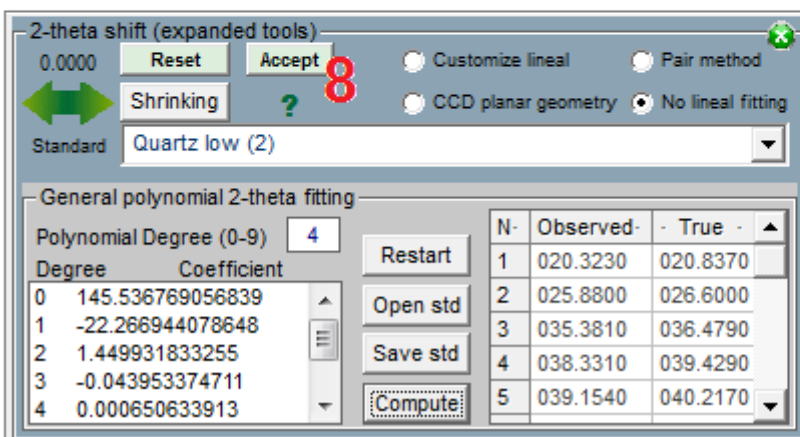 2-theta shift (expanded tools)
0.0000 Reset Accept 8 Customize lineal Pair method
Shrinking ? CCD planar geometry No lineal fitting
Standard Quartz low (2)
General polynomial 2-theta fitting
Polynomial Degree (0-9) 4
Degree Coefficient
0 145.536769056839
1 -22.266944078648
2 1.449931833255
3 -0.043953374711
4 0.000650633913
Restart
Open std
Save std
Compute
N- Observed- - True -
1 020.3230 020.8370
2 025.8800 026.6000
3 035.3810 036.4790
4 038.3310 039.4290
5 039.1540 040.2170